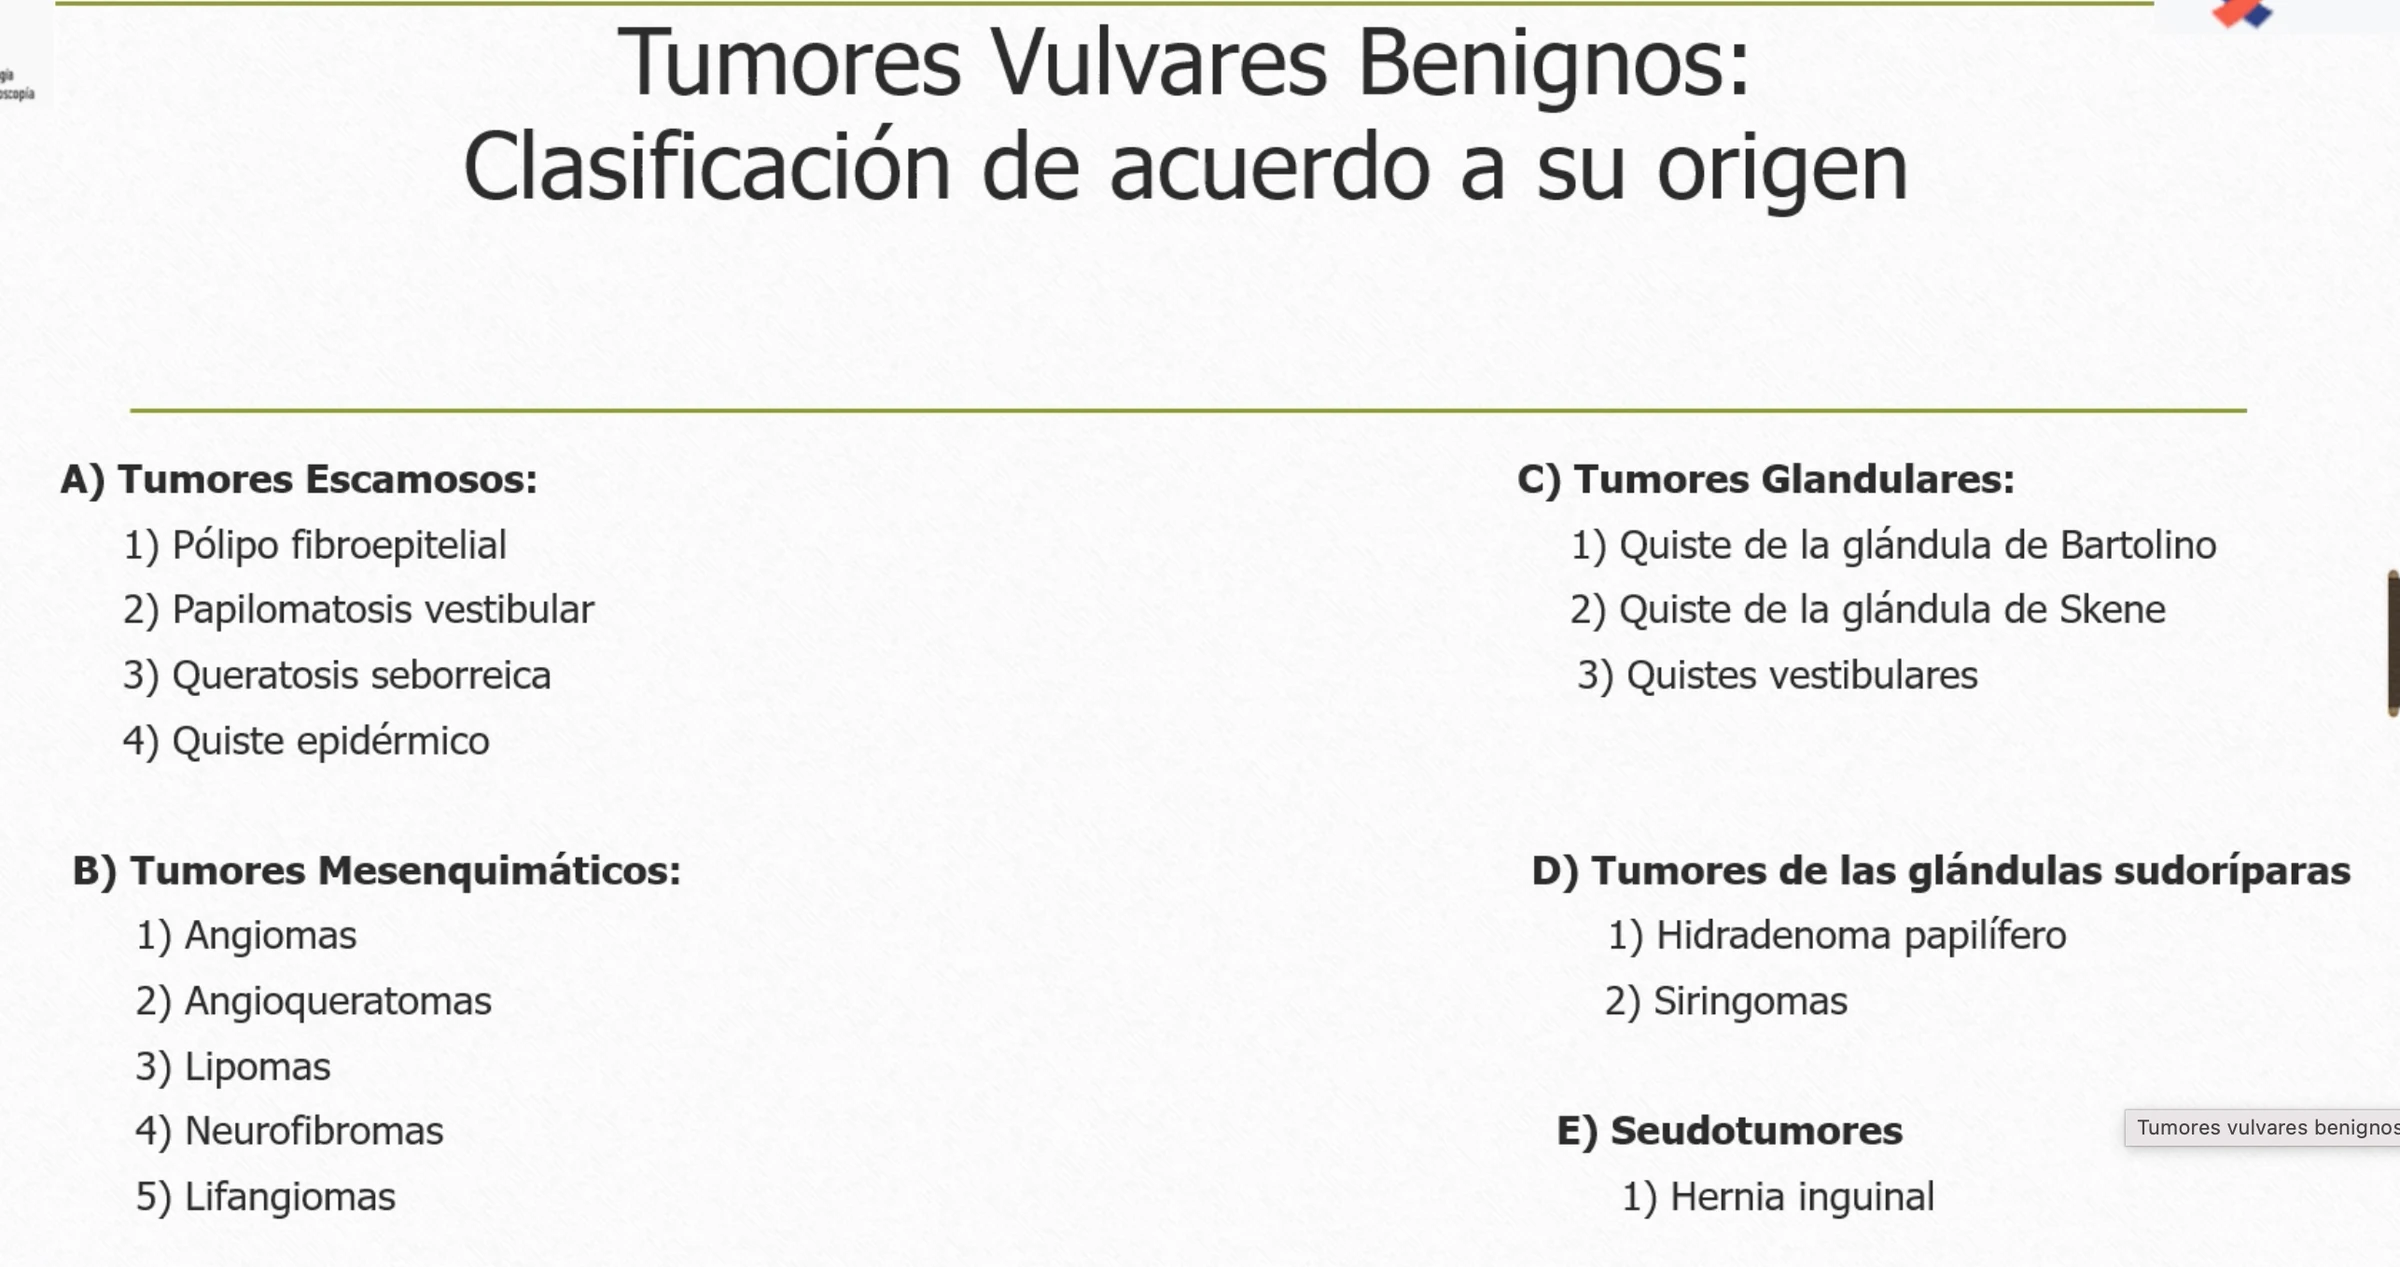 Tumores Vulvares Benignos:
Clasificación de acuerdo a su origen
A) Tumores Escamosos:
1) Pólipo fibroepitelial
2) Papilomatosis vestibular
3) Queratosis seborreica
4) Quiste epidérmico
B) Tumores Mesenquimáticos:
1) Angiomas
2) Angioqueratomas
3) Lipomas
4) Neurofibromas
5) Lifangiomas
C) Tumores Glandulares:
1) Quiste de la glándula de Bartolino
2) Quiste de la glándula de Skene
3) Quistes vestibulares
D) Tumores de las glándulas sudoríparas
1) Hidradenoma papilífero
2) Siringomas
E) Seudotumores
1) Hernia inguinal
Tumores vulvares benignos